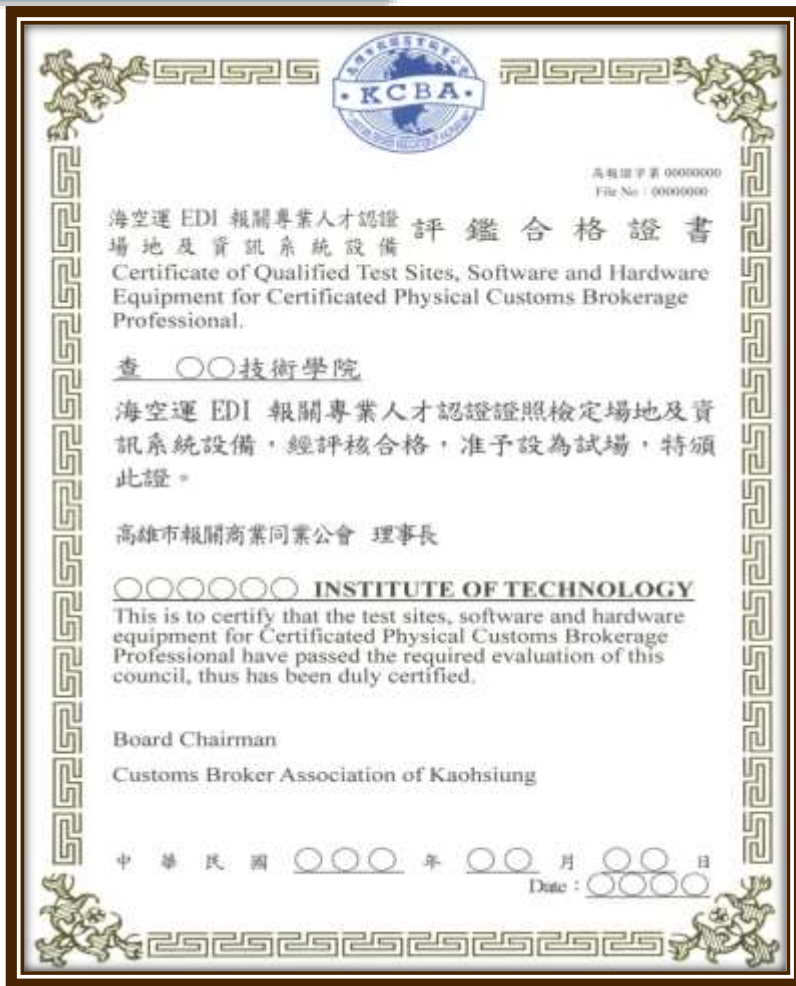 KCBA
高報證字第 00000000
File No：00000000
海空運 EDI 報關專業人才認證
場地及資訊系統設備
評鑑合格證書
Certificate of Qualified Test Sites, Software and Hardware
Equipment for Certificated Physical Customs Brokerage
Professional.
查 〇〇技術學院
海空運 EDI 報關專業人才認證證照檢定場地及資
訊系統設備，經評核合格，准予設為試場，特頒
此證。
高雄市報關商業同業公會 理事長
〇〇〇〇〇〇 INSTITUTE OF TECHNOLOGY
This is to certify that the test sites, software and hardware
equipment for Certificated Physical Customs Brokerage
Professional have passed the required evaluation of this
council, thus has been duly certified.
Board Chairman
Customs Broker Association of Kaohsiung
中華民國 〇〇〇 年 〇〇 月 〇〇 日
Date：〇〇〇〇